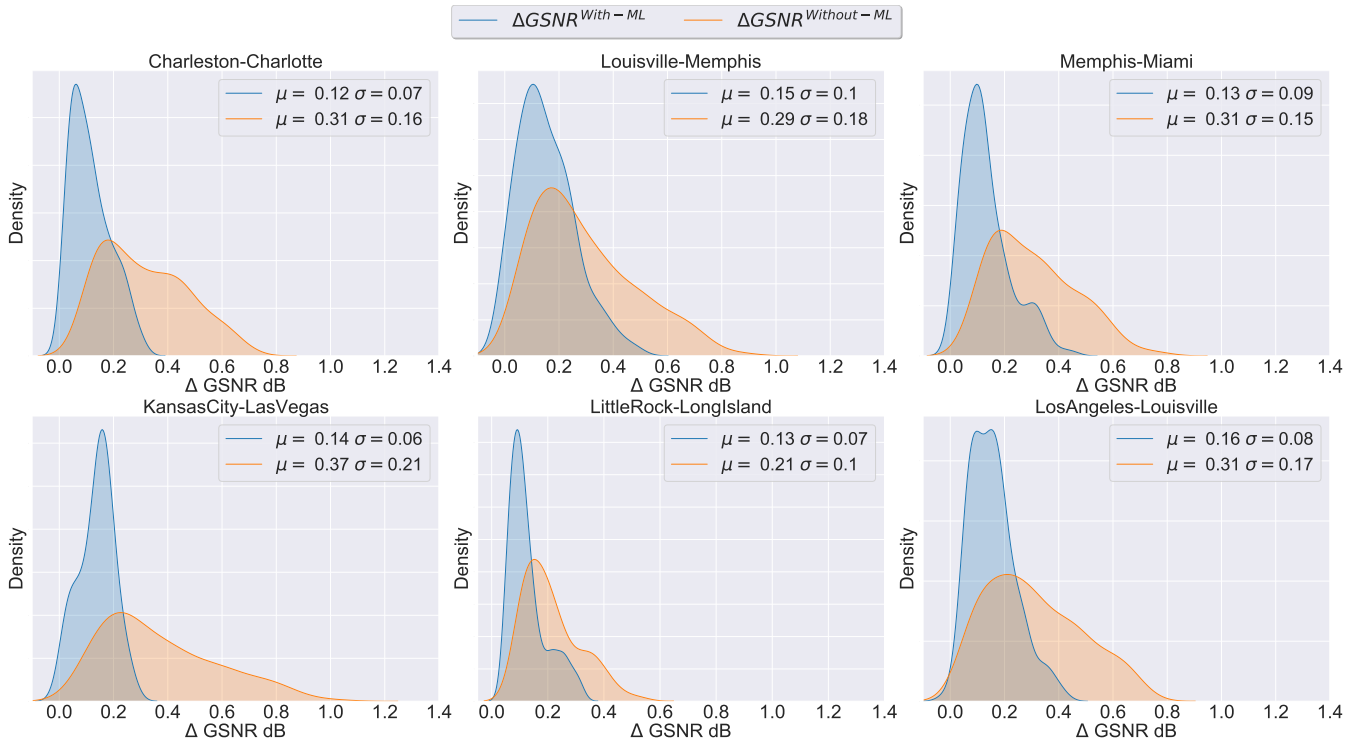 ΔGSNR^With−ML ΔGSNR^Without−ML
Charleston-Charlotte
μ = 0.12 σ = 0.07
μ = 0.31 σ = 0.16
Density
0.0 0.2 0.4 0.6 0.8 1.0 1.2 1.4
Δ GSNR dB
Louisville-Memphis
μ = 0.15 σ = 0.1
μ = 0.29 σ = 0.18
Density
0.0 0.2 0.4 0.6 0.8 1.0 1.2 1.4
Δ GSNR dB
Memphis-Miami
μ = 0.13 σ = 0.09
μ = 0.31 σ = 0.15
Density
0.0 0.2 0.4 0.6 0.8 1.0 1.2 1.4
Δ GSNR dB
KansasCity-LasVegas
μ = 0.14 σ = 0.06
μ = 0.37 σ = 0.21
Density
0.0 0.2 0.4 0.6 0.8 1.0 1.2 1.4
Δ GSNR dB
LittleRock-LongIsland
μ = 0.13 σ = 0.07
μ = 0.21 σ = 0.1
Density
0.0 0.2 0.4 0.6 0.8 1.0 1.2 1.4
Δ GSNR dB
LosAngeles-Louisville
μ = 0.16 σ = 0.08
μ = 0.31 σ = 0.17
Density
0.0 0.2 0.4 0.6 0.8 1.0 1.2 1.4
Δ GSNR dB